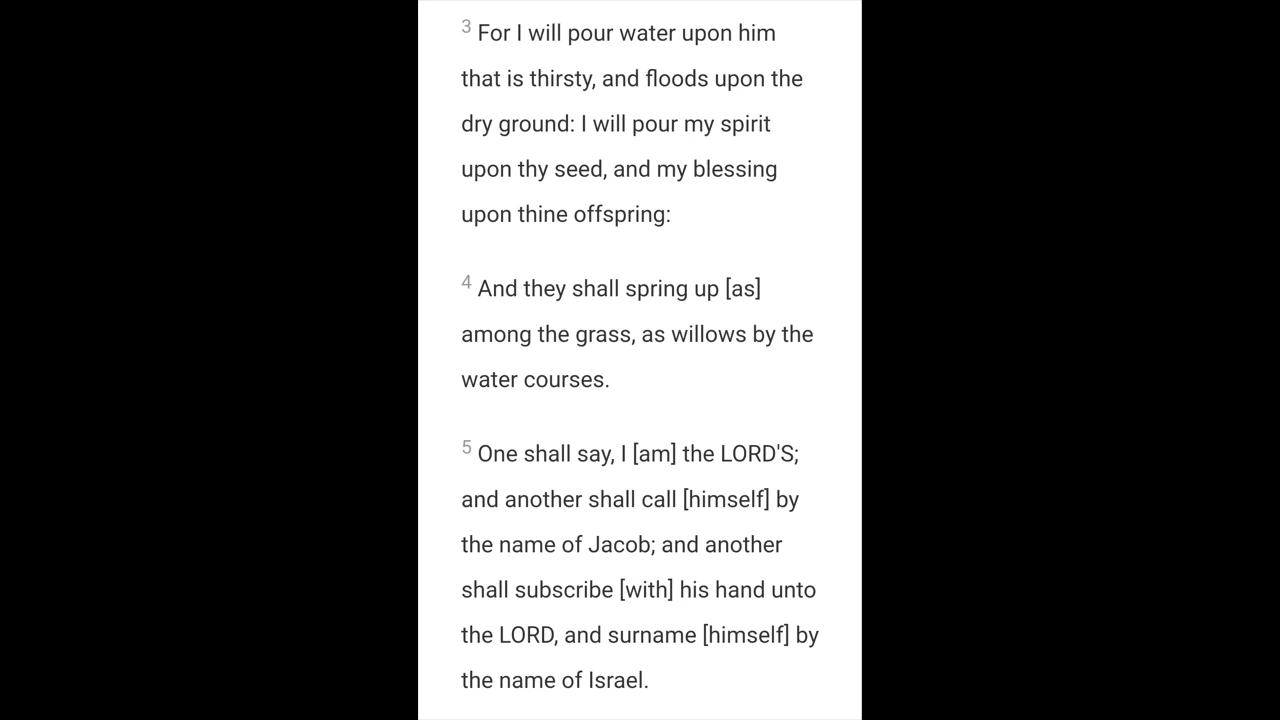 3 For I will pour water upon him
that is thirsty, and floods upon the
dry ground: I will pour my spirit
upon thy seed, and my blessing
upon thine offspring:
4 And they shall spring up [as]
among the grass, as willows by the
water courses.
5 One shall say, I [am] the LORD'S;
and another shall call [himself] by
the name of Jacob; and another
shall subscribe [with] his hand unto
the LORD, and surname [himself] by
the name of Israel.